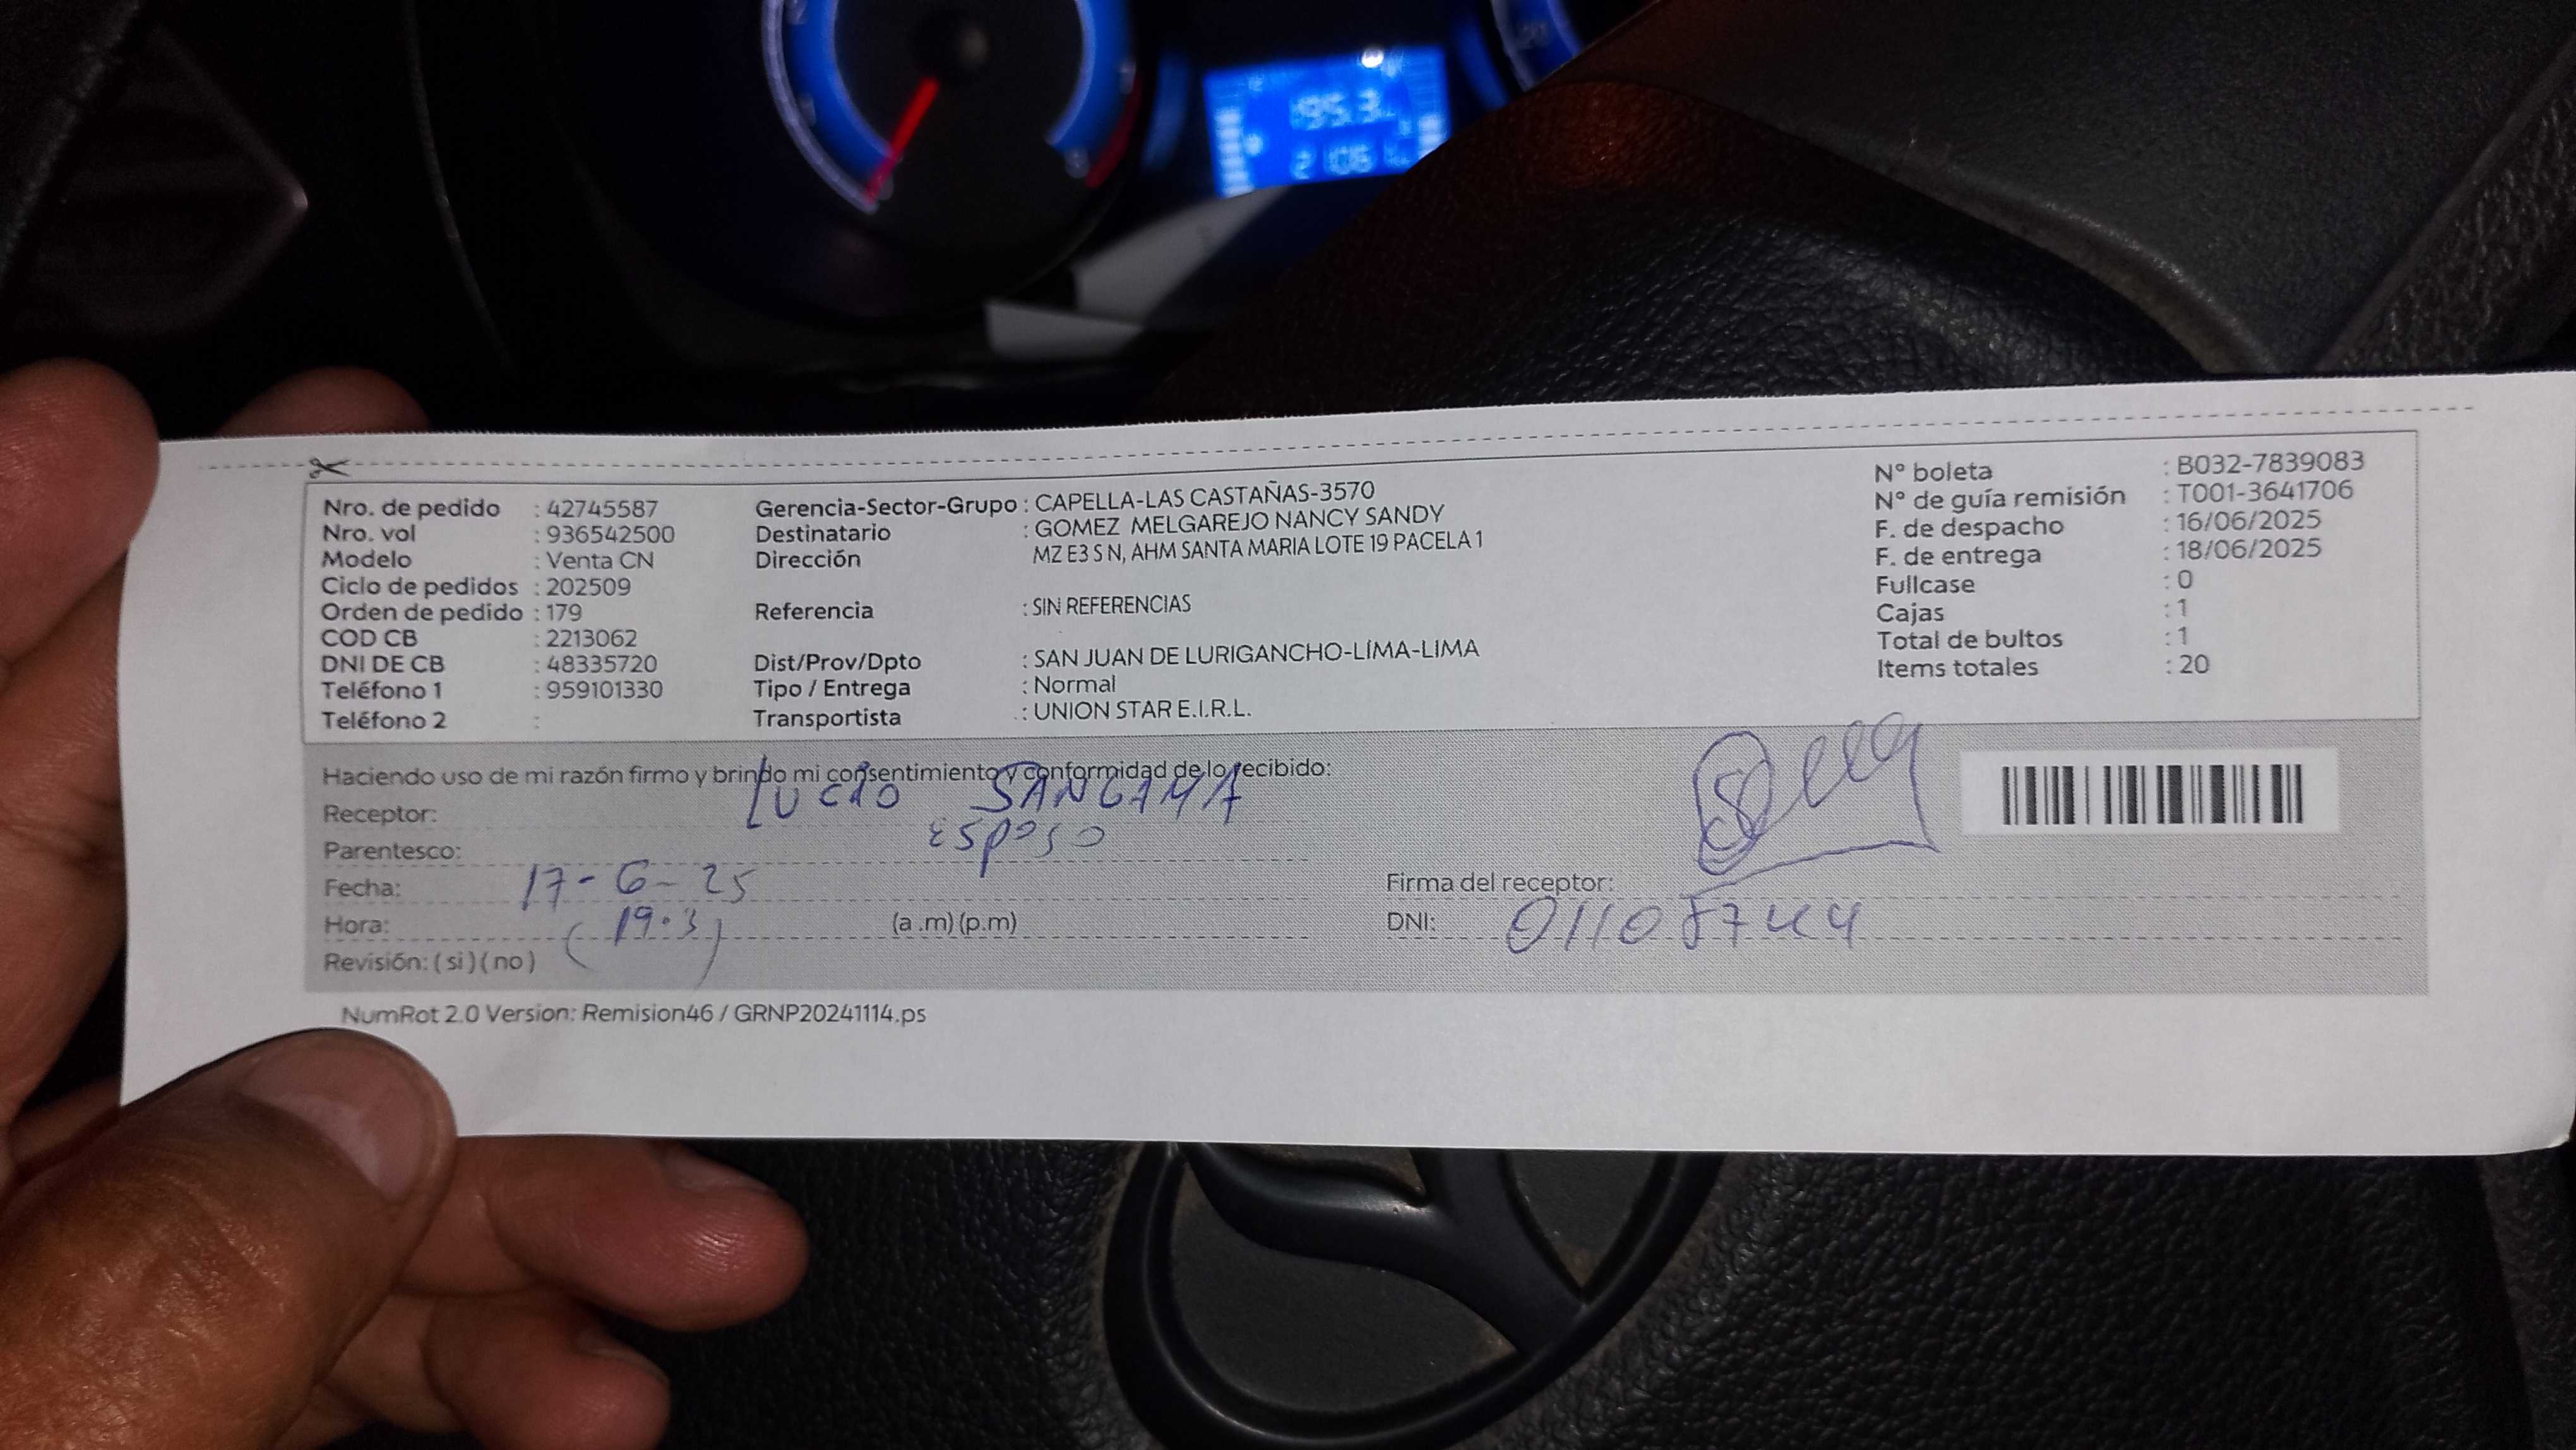 Nro. de pedido : 42745587
Nro. vol : 936542500
Modelo : Venta CN
Ciclo de pedidos : 202509
Orden de pedido : 179
COD CB : 2213062
DNI DE CB : 48335720
Teléfono 1 : 959101330
Teléfono 2 :
Gerencia-Sector-Grupo : CAPELLA-LAS CASTAÑAS-3570
Destinatario : GOMEZ MELGAREJO NANCY SANDY
Dirección MZ E3 S N, AHM SANTA MARIA LOTE 19 PACELA 1
Referencia : SIN REFERENCIAS
Dist/Prov/Dpto : SAN JUAN DE LURIGANCHO-LIMA-LIMA
Tipo / Entrega : Normal
Transportista : UNION STAR E.I.R.L.
N° boleta : B032-7839083
N° de guía remisión : T001-3641706
F. de despacho : 16/06/2025
F. de entrega : 18/06/2025
Fullcase : 0
Cajas : 1
Total de bultos : 1
Items totales : 20
Haciendo uso de mi razón firmo y brindo mi consentimiento y conformidad de lo recibido:
Receptor: LUCIO SANGAMA
Parentesco: Esposo
Fecha: 17-6-25
Hora: (19.3) (a .m) (p.m)
Revisión: ( si ) ( no )
Firma del receptor:
DNI: 01108744
NumRot 2.0 Version: Remision46 / GRNP20241114.ps